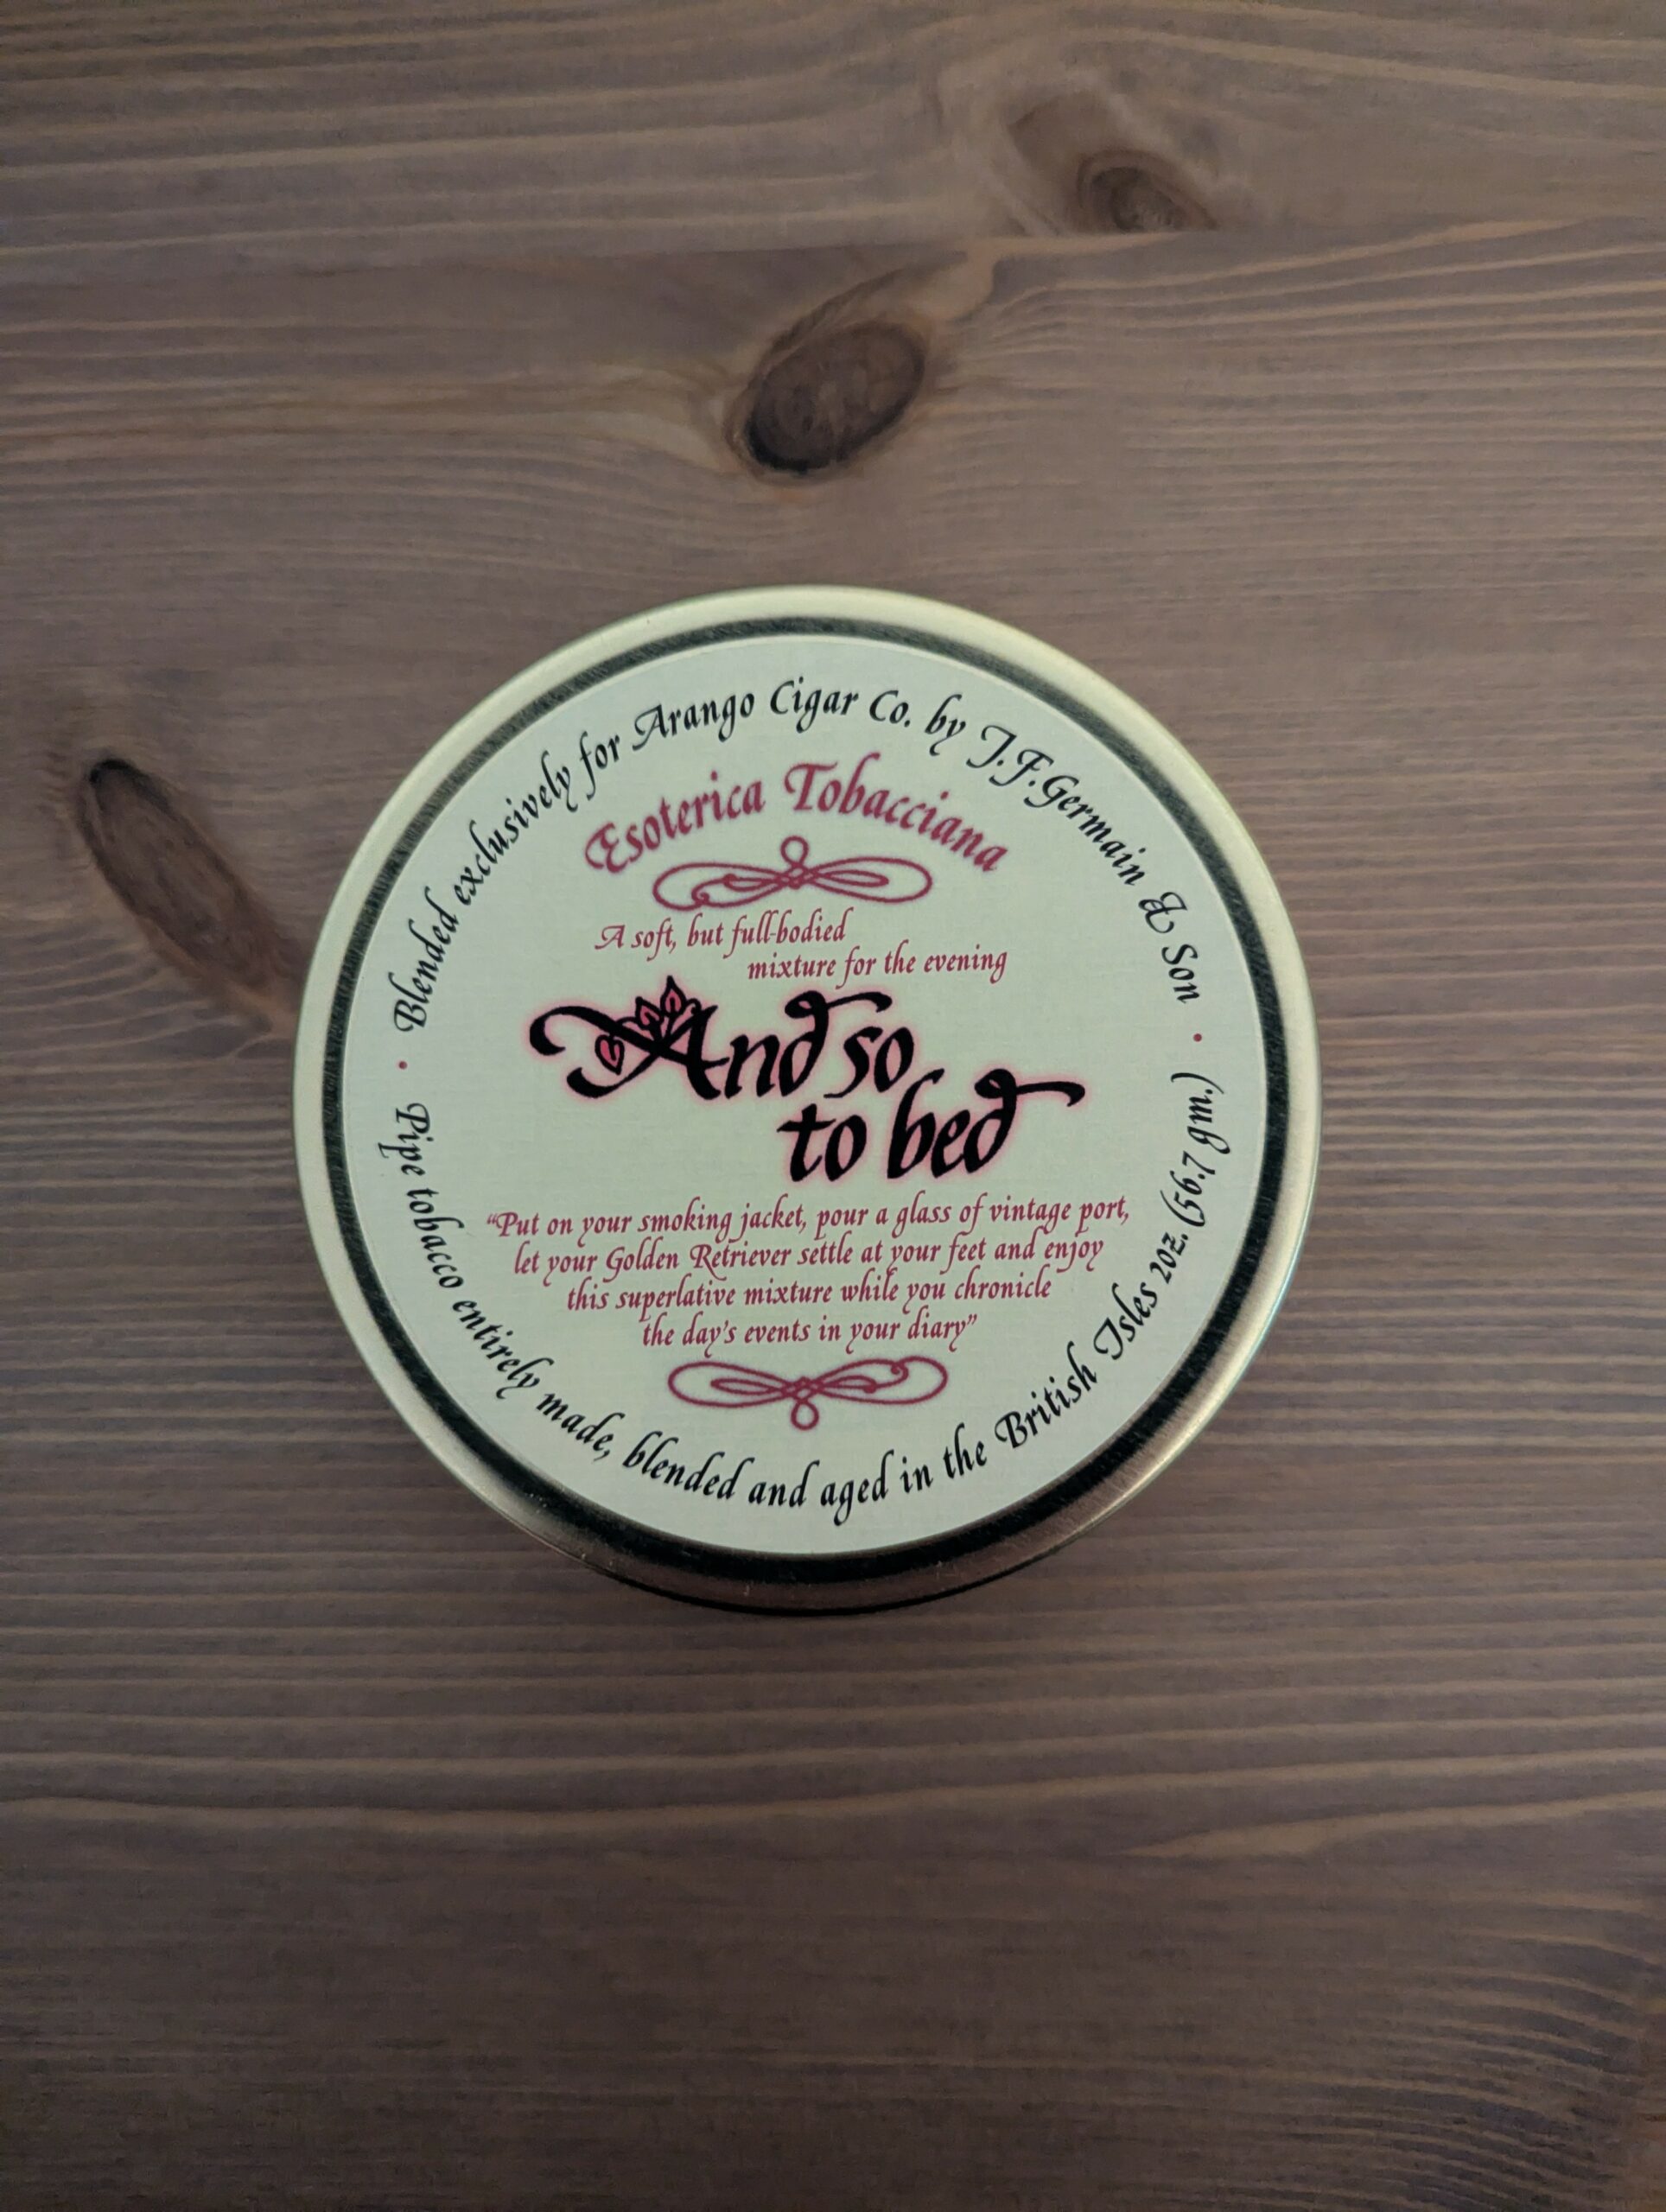 • Blended exclusively for Arango Cigar Co. by J.F.Germain & Son •
Esoterica Tobacciana
A soft, but full-bodied
mixture for the evening
And so
to bed
"Put on your smoking jacket, pour a glass of vintage port,
let your Golden Retriever settle at your feet and enjoy
this superlative mixture while you chronicle
the day's events in your diary"
Pipe tobacco entirely made, blended and aged in the British Isles 2oz. (56.7 gm.)